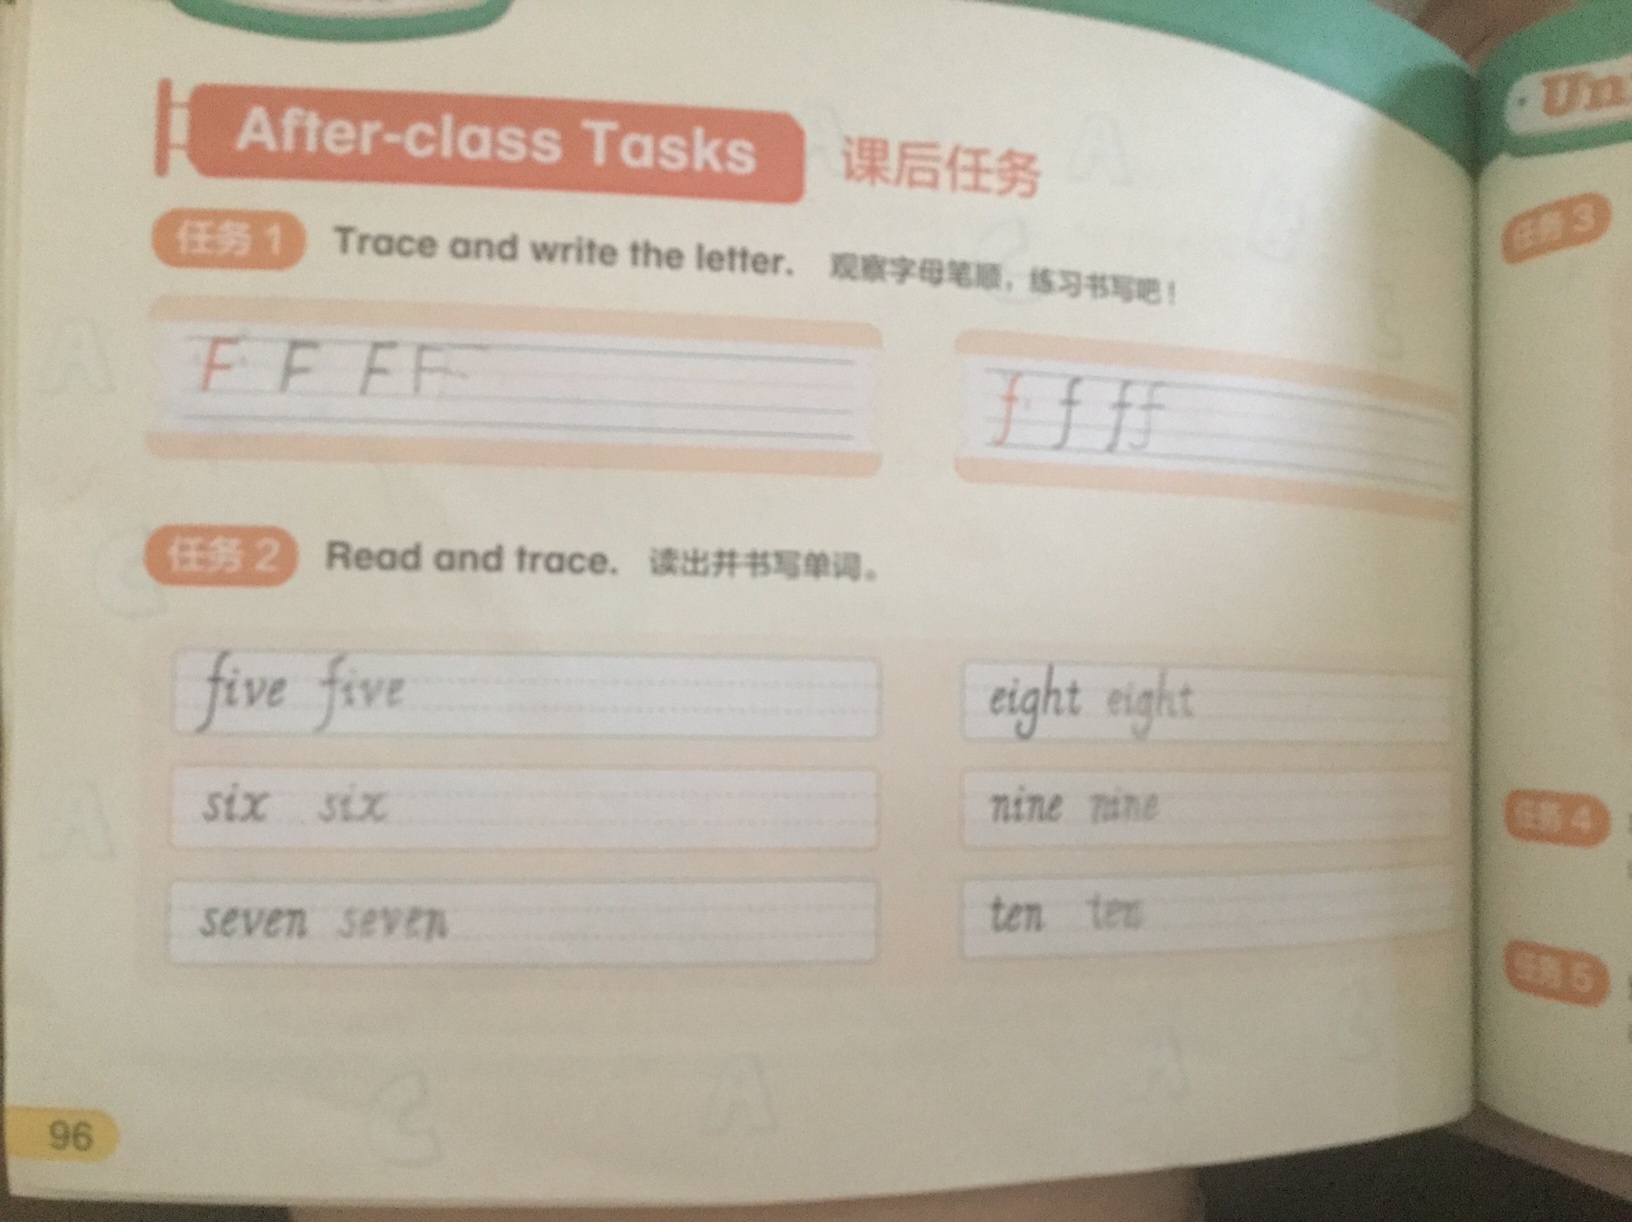 After-class Tasks 课后任务
任务 1 Trace and write the letter. 观察字母笔顺，练习书写吧！
F F F F
f f f f
任务 2 Read and trace. 读出并书写单词。
five five
eight eight
six six
nine nine
seven seven
ten ten
96
Un
任务 3
任务 4
任务 5